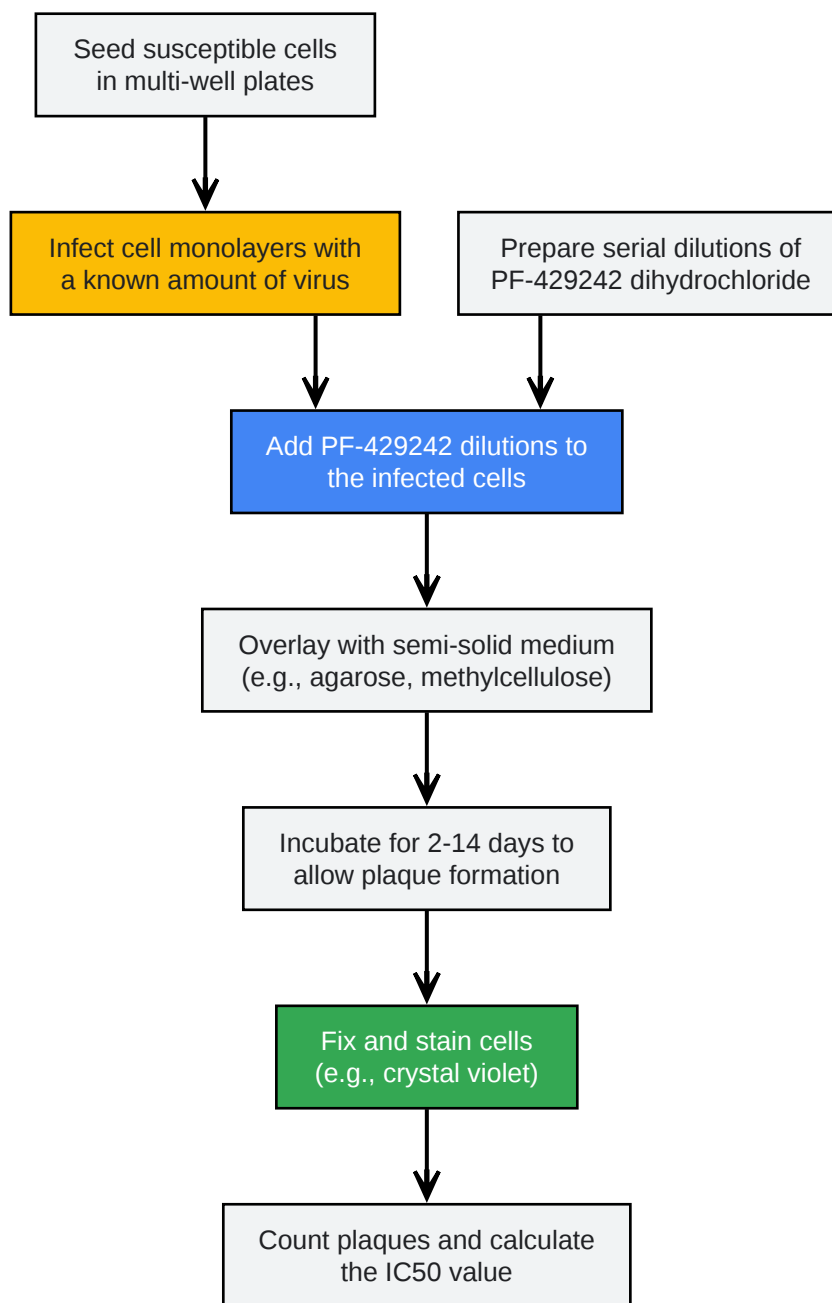 Seed susceptible cells
in multi-well plates
Infect cell monolayers with
a known amount of virus
Prepare serial dilutions of
PF-429242 dihydrochloride
Add PF-429242 dilutions to
the infected cells
Overlay with semi-solid medium
(e.g., agarose, methylcellulose)
Incubate for 2-14 days to
allow plaque formation
Fix and stain cells
(e.g., crystal violet)
Count plaques and calculate
the IC50 value